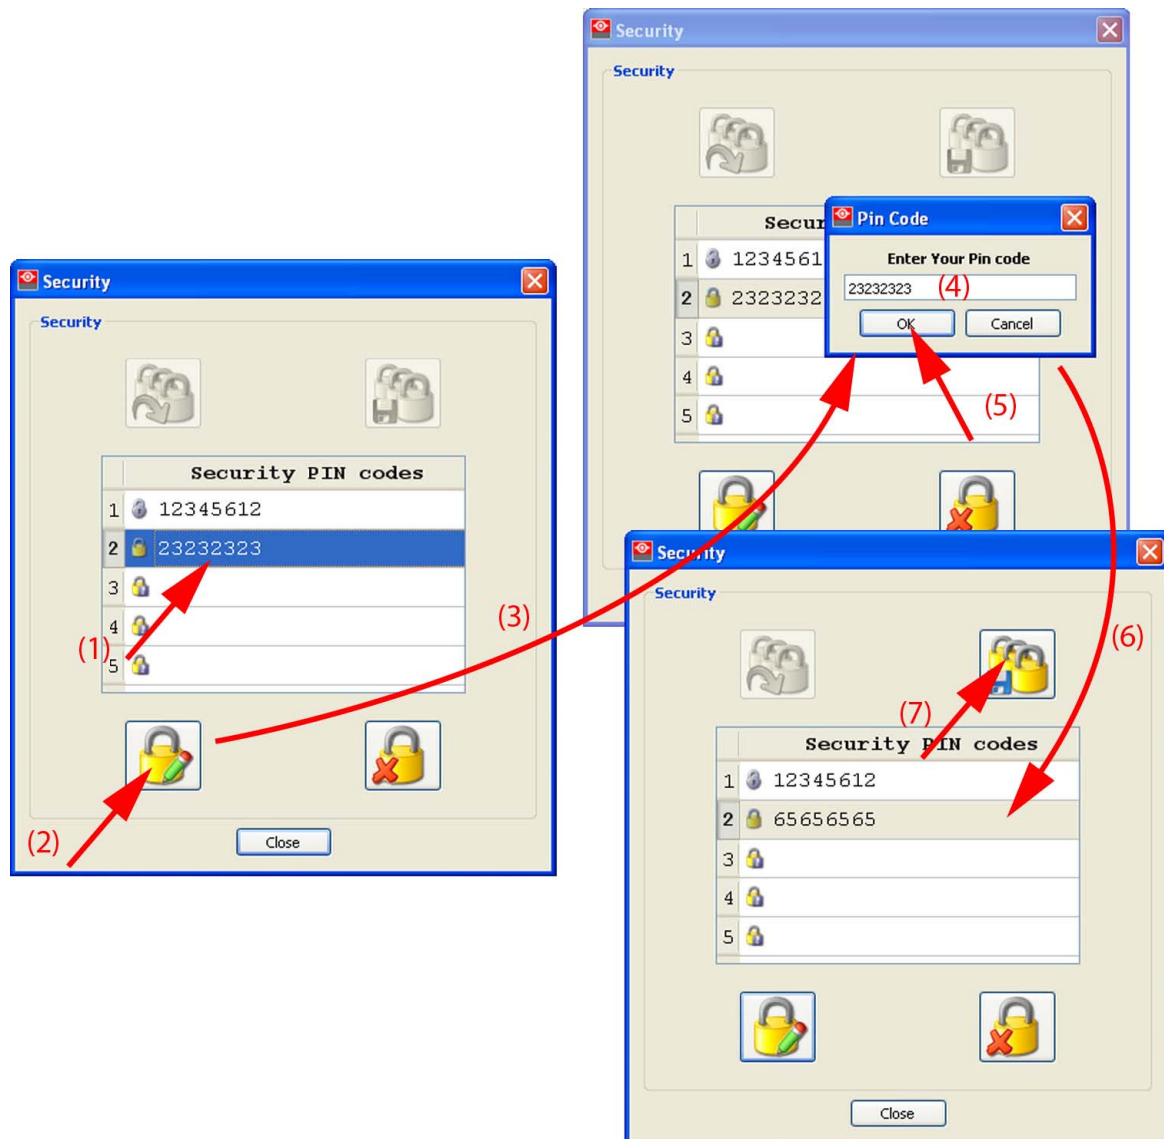 Security
Security
Security PIN codes
1 12345612
2 23232323
3
4
5
Close
(1)
(2)
(3)
Security
Security
Secur
1 1234561
2 2323232
3
4
5
Pin Code
Enter Your Pin code
23232323
OK
Cancel
(4)
(5)
(6)
Security
Security
(7)
Security PIN codes
1 12345612
2 65656565
3
4
5
Close